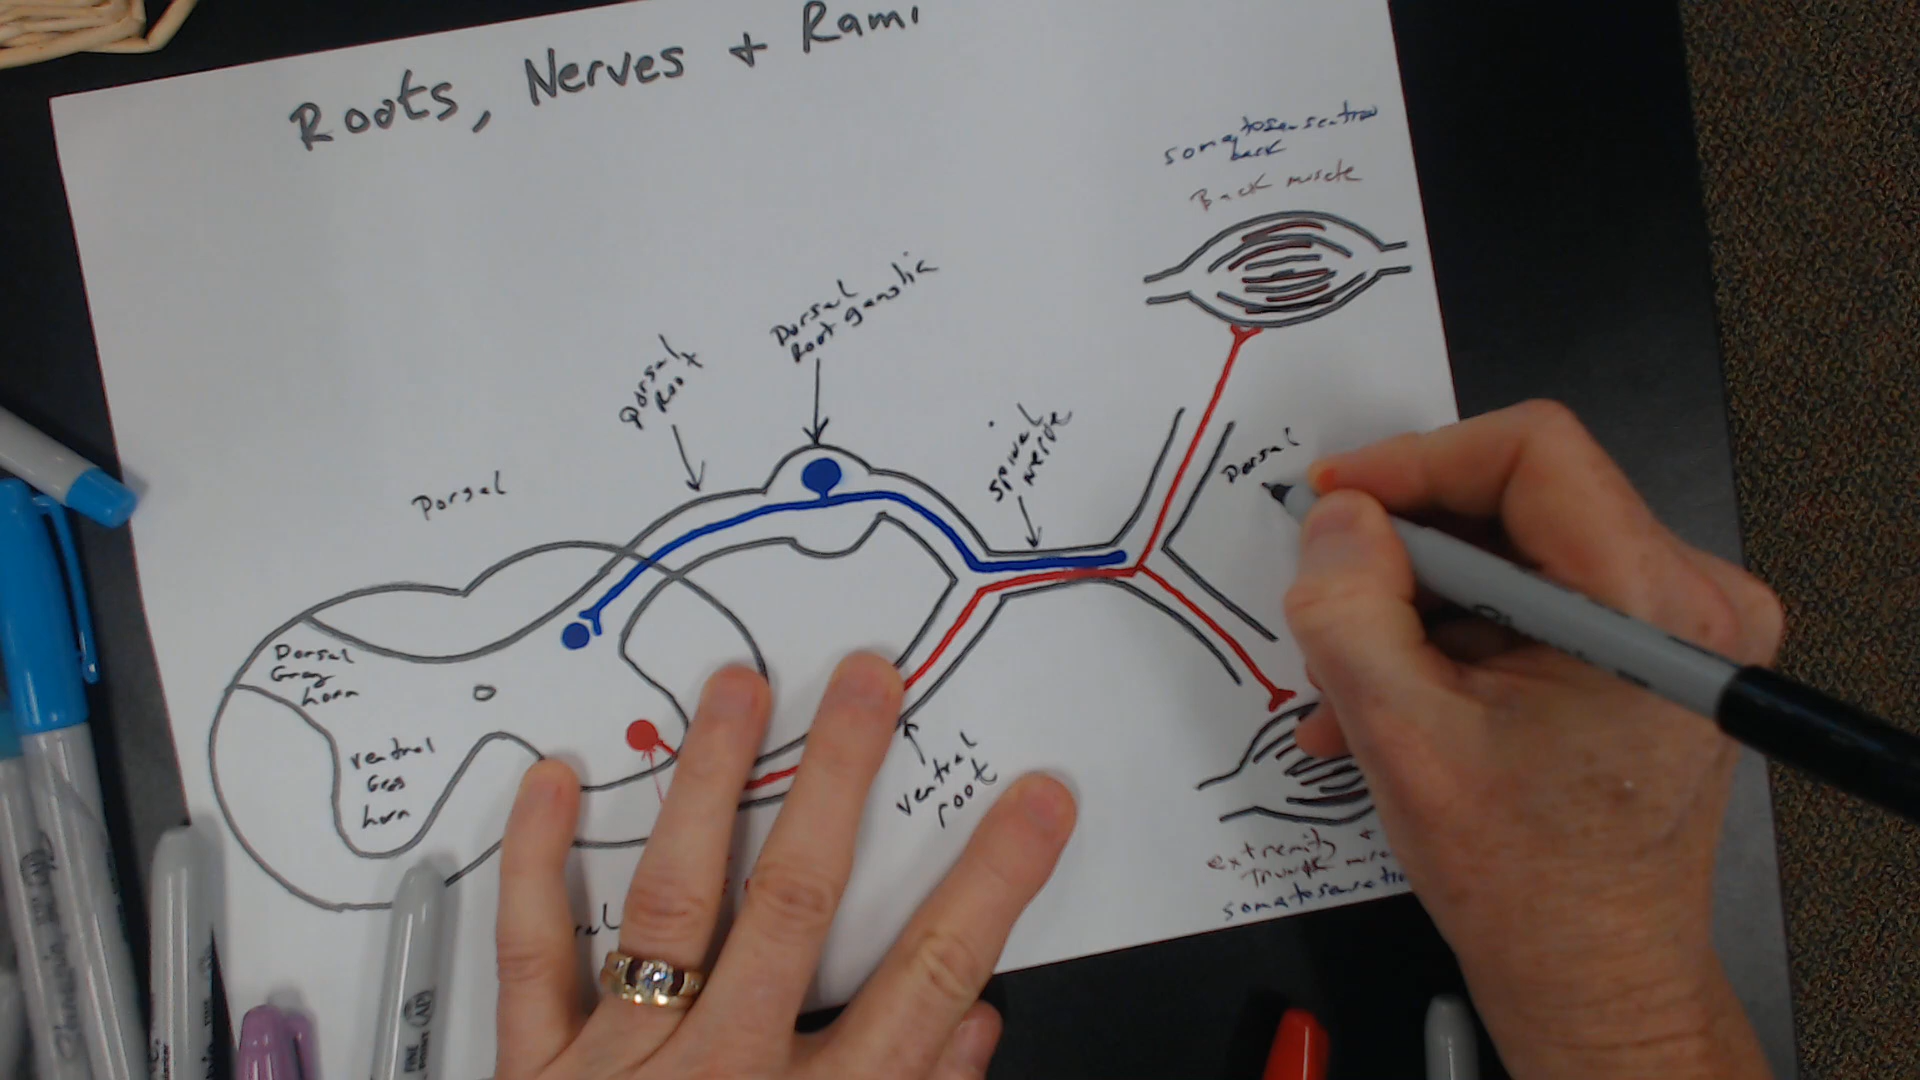 Roots, Nerves + Rami
somatosensation
back
Back muscle
Dorsal
Root ganglia
Dorsal
Root
spinal
nerve
Dorsal
Dorsal
Dorsal
Gray
horn
ventral
Gray
horn
ventral
root
extremity +
Trunk